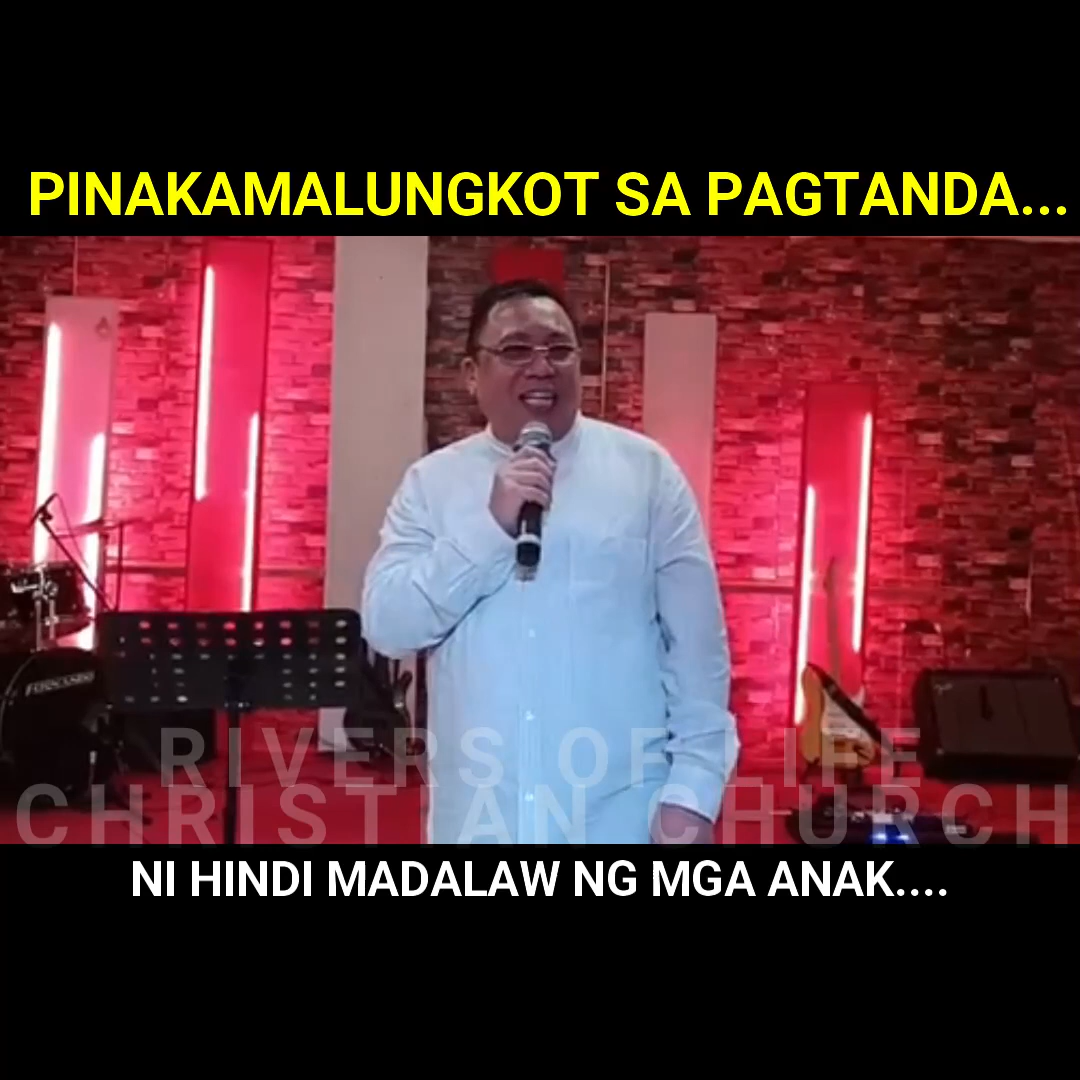 PINAKAMALUNGKOT SA PAGTANDA...
RIVERS OF LIFE
CHRISTIAN CHURCH
NI HINDI MADALAW NG MGA ANAK....